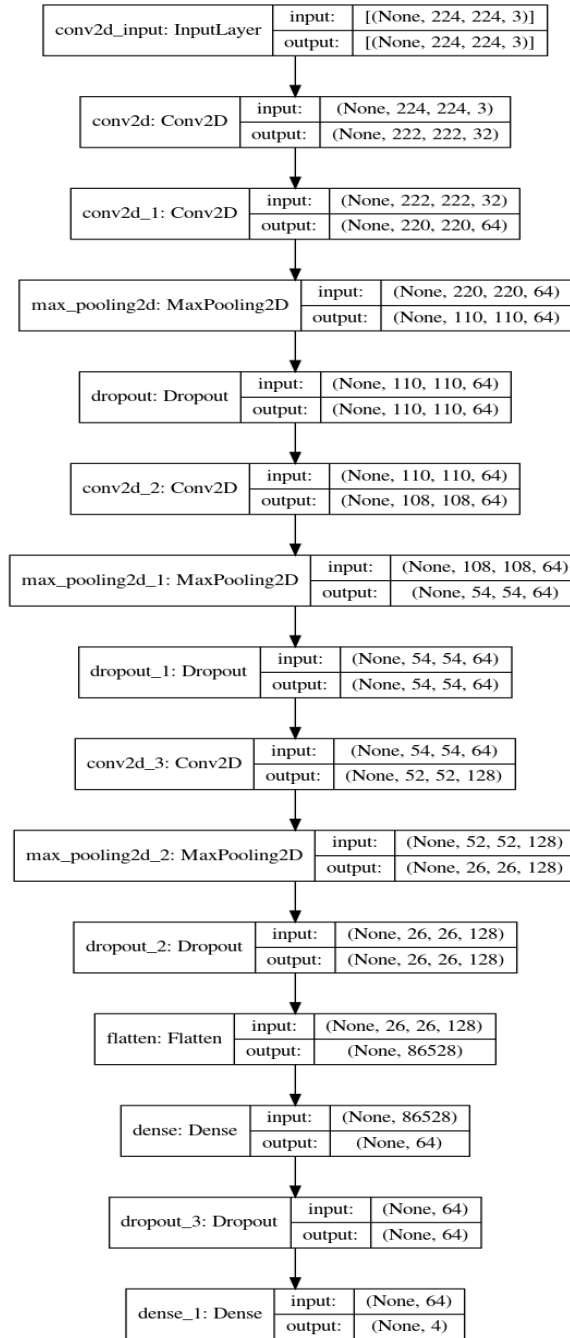 conv2d_input: InputLayer
input: [(None, 224, 224, 3)]
output: [(None, 224, 224, 3)]
conv2d: Conv2D
input: (None, 224, 224, 3)
output: (None, 222, 222, 32)
conv2d_1: Conv2D
input: (None, 222, 222, 32)
output: (None, 220, 220, 64)
max_pooling2d: MaxPooling2D
input: (None, 220, 220, 64)
output: (None, 110, 110, 64)
dropout: Dropout
input: (None, 110, 110, 64)
output: (None, 110, 110, 64)
conv2d_2: Conv2D
input: (None, 110, 110, 64)
output: (None, 108, 108, 64)
max_pooling2d_1: MaxPooling2D
input: (None, 108, 108, 64)
output: (None, 54, 54, 64)
dropout_1: Dropout
input: (None, 54, 54, 64)
output: (None, 54, 54, 64)
conv2d_3: Conv2D
input: (None, 54, 54, 64)
output: (None, 52, 52, 128)
max_pooling2d_2: MaxPooling2D
input: (None, 52, 52, 128)
output: (None, 26, 26, 128)
dropout_2: Dropout
input: (None, 26, 26, 128)
output: (None, 26, 26, 128)
flatten: Flatten
input: (None, 26, 26, 128)
output: (None, 86528)
dense: Dense
input: (None, 86528)
output: (None, 64)
dropout_3: Dropout
input: (None, 64)
output: (None, 64)
dense_1: Dense
input: (None, 64)
output: (None, 4)